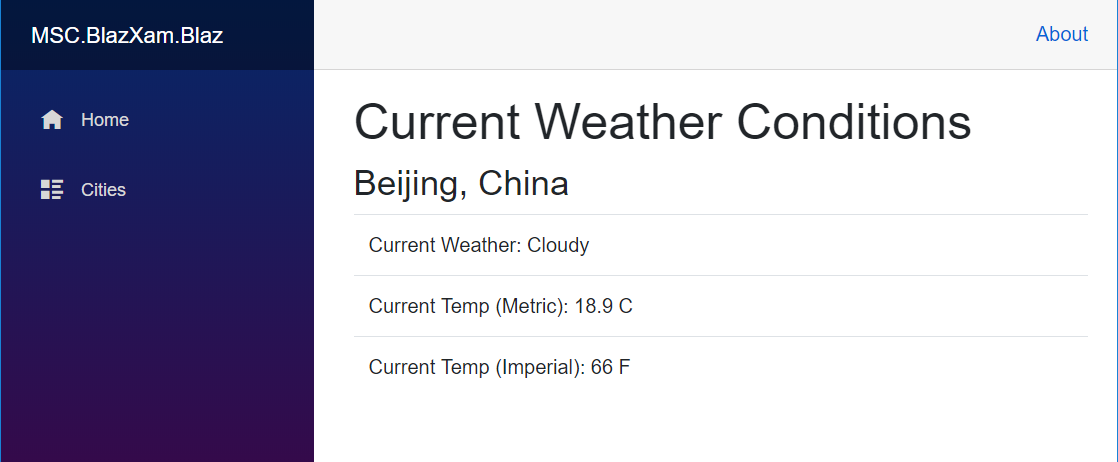 MSC.BlazXam.Blaz
About
Home
Cities
Current Weather Conditions
Beijing, China
Current Weather: Cloudy
Current Temp (Metric): 18.9 C
Current Temp (Imperial): 66 F